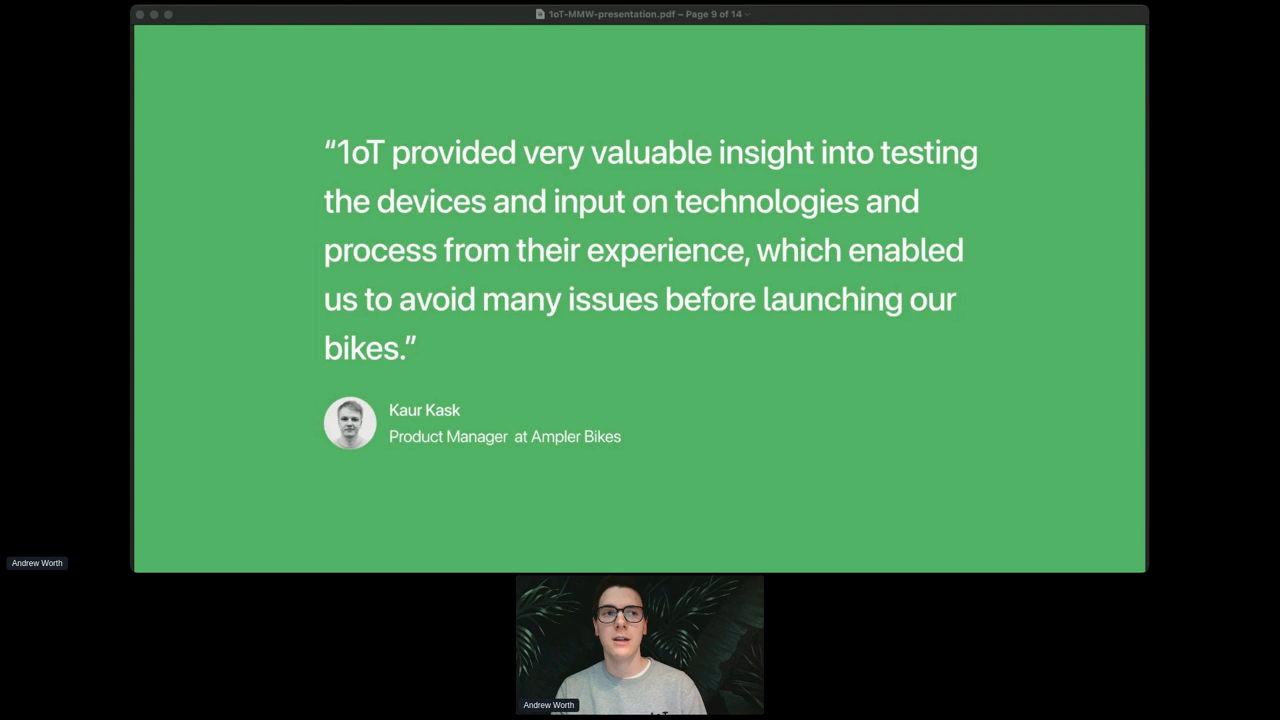 1oT-MMW-presentation.pdf – Page 9 of 14
“1oT provided very valuable insight into testing
the devices and input on technologies and
process from their experience, which enabled
us to avoid many issues before launching our
bikes.”
Kaur Kask
Product Manager at Ampler Bikes
Andrew Worth
Andrew Worth